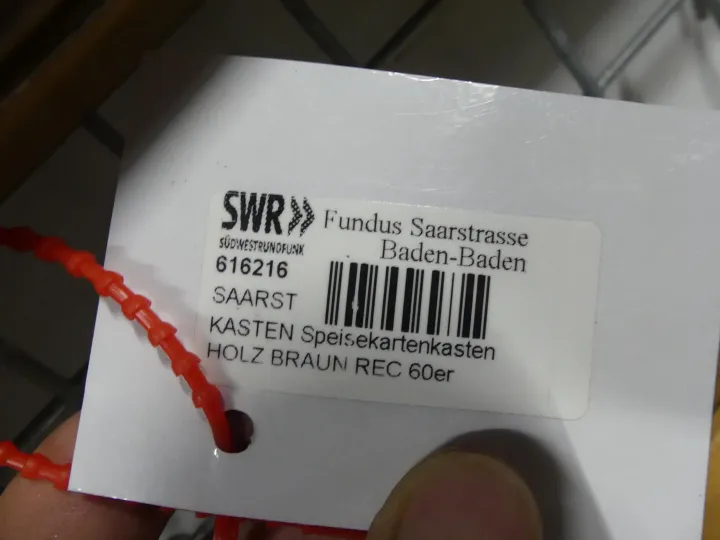 SWR
SÜDWESTRUNDFUNK
Fundus Saarstrasse
Baden-Baden
616216
SAARST
KASTEN Speisekartenkasten
HOLZ BRAUN REC 60er